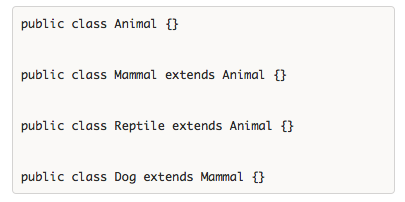 public class Animal {}
public class Mammal extends Animal {}
public class Reptile extends Animal {}
public class Dog extends Mammal {}